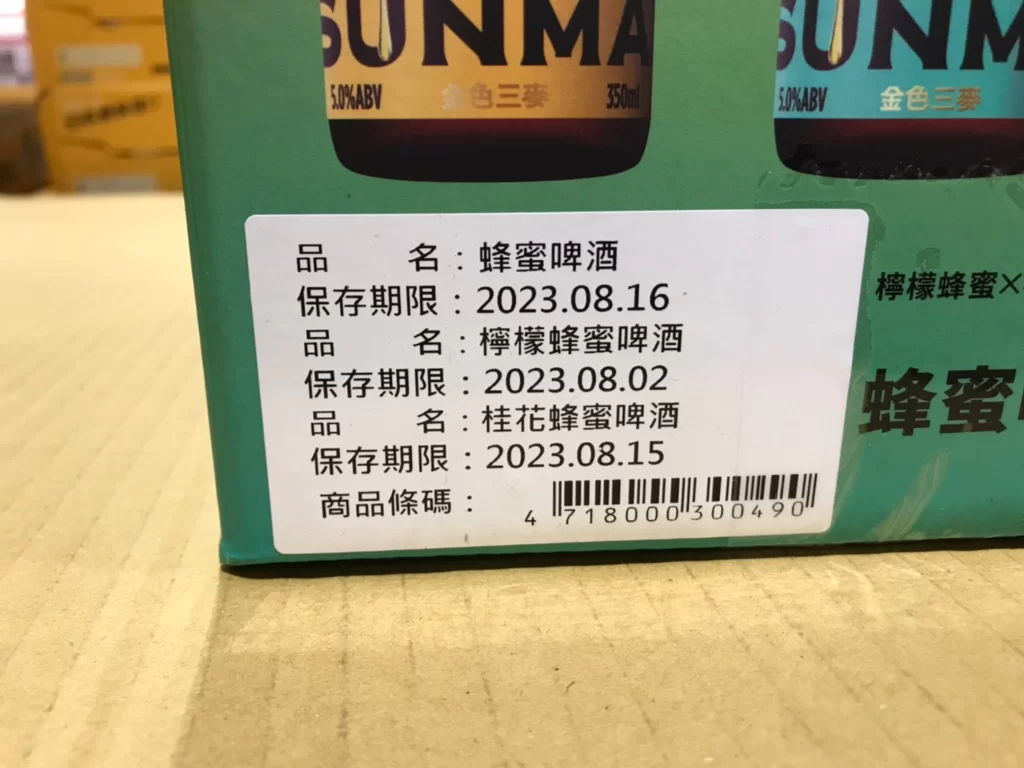 SUNMA
5.0%ABV 金色三麥 350ml
SUNM
5.0%ABV 金色三麥
品 名：蜂蜜啤酒
保存期限：2023.08.16
品 名：檸檬蜂蜜啤酒
保存期限：2023.08.02
品 名：桂花蜂蜜啤酒
保存期限：2023.08.15
商品條碼：
4 718000 300490
檸檬蜂蜜×
蜂蜜